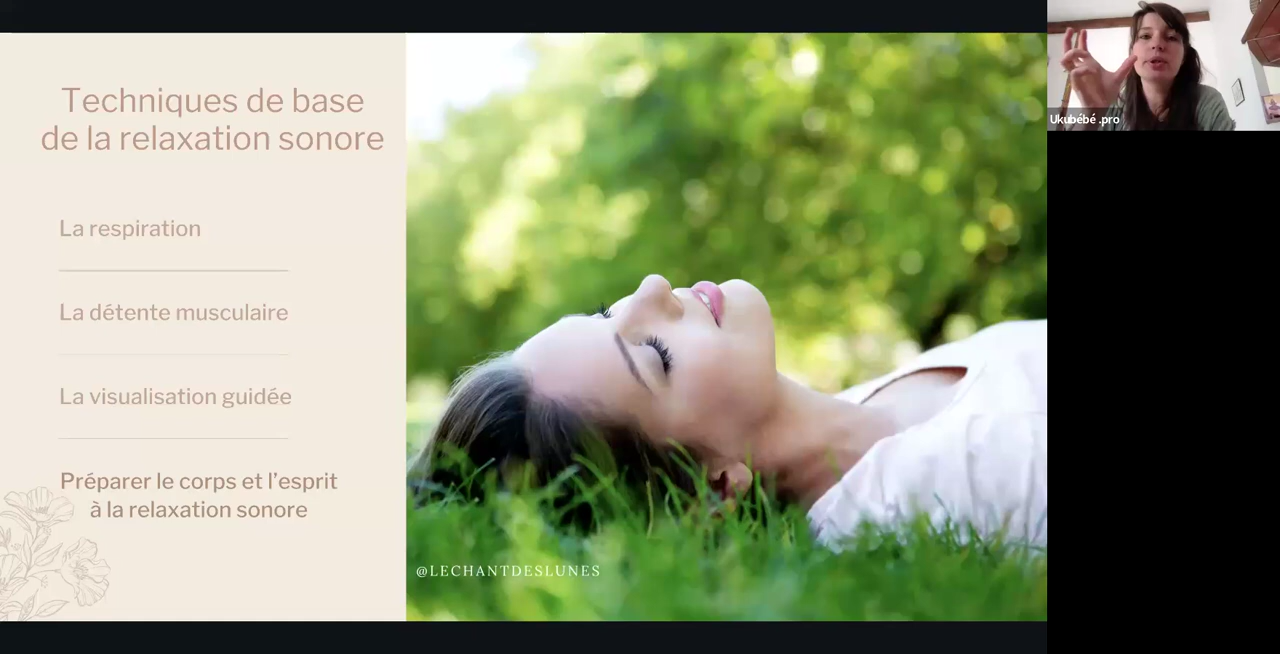 Techniques de base
de la relaxation sonore
La respiration
La détente musculaire
La visualisation guidée
Préparer le corps et l’esprit
à la relaxation sonore
@LECHANTDESLUNES
Ukubébé .pro